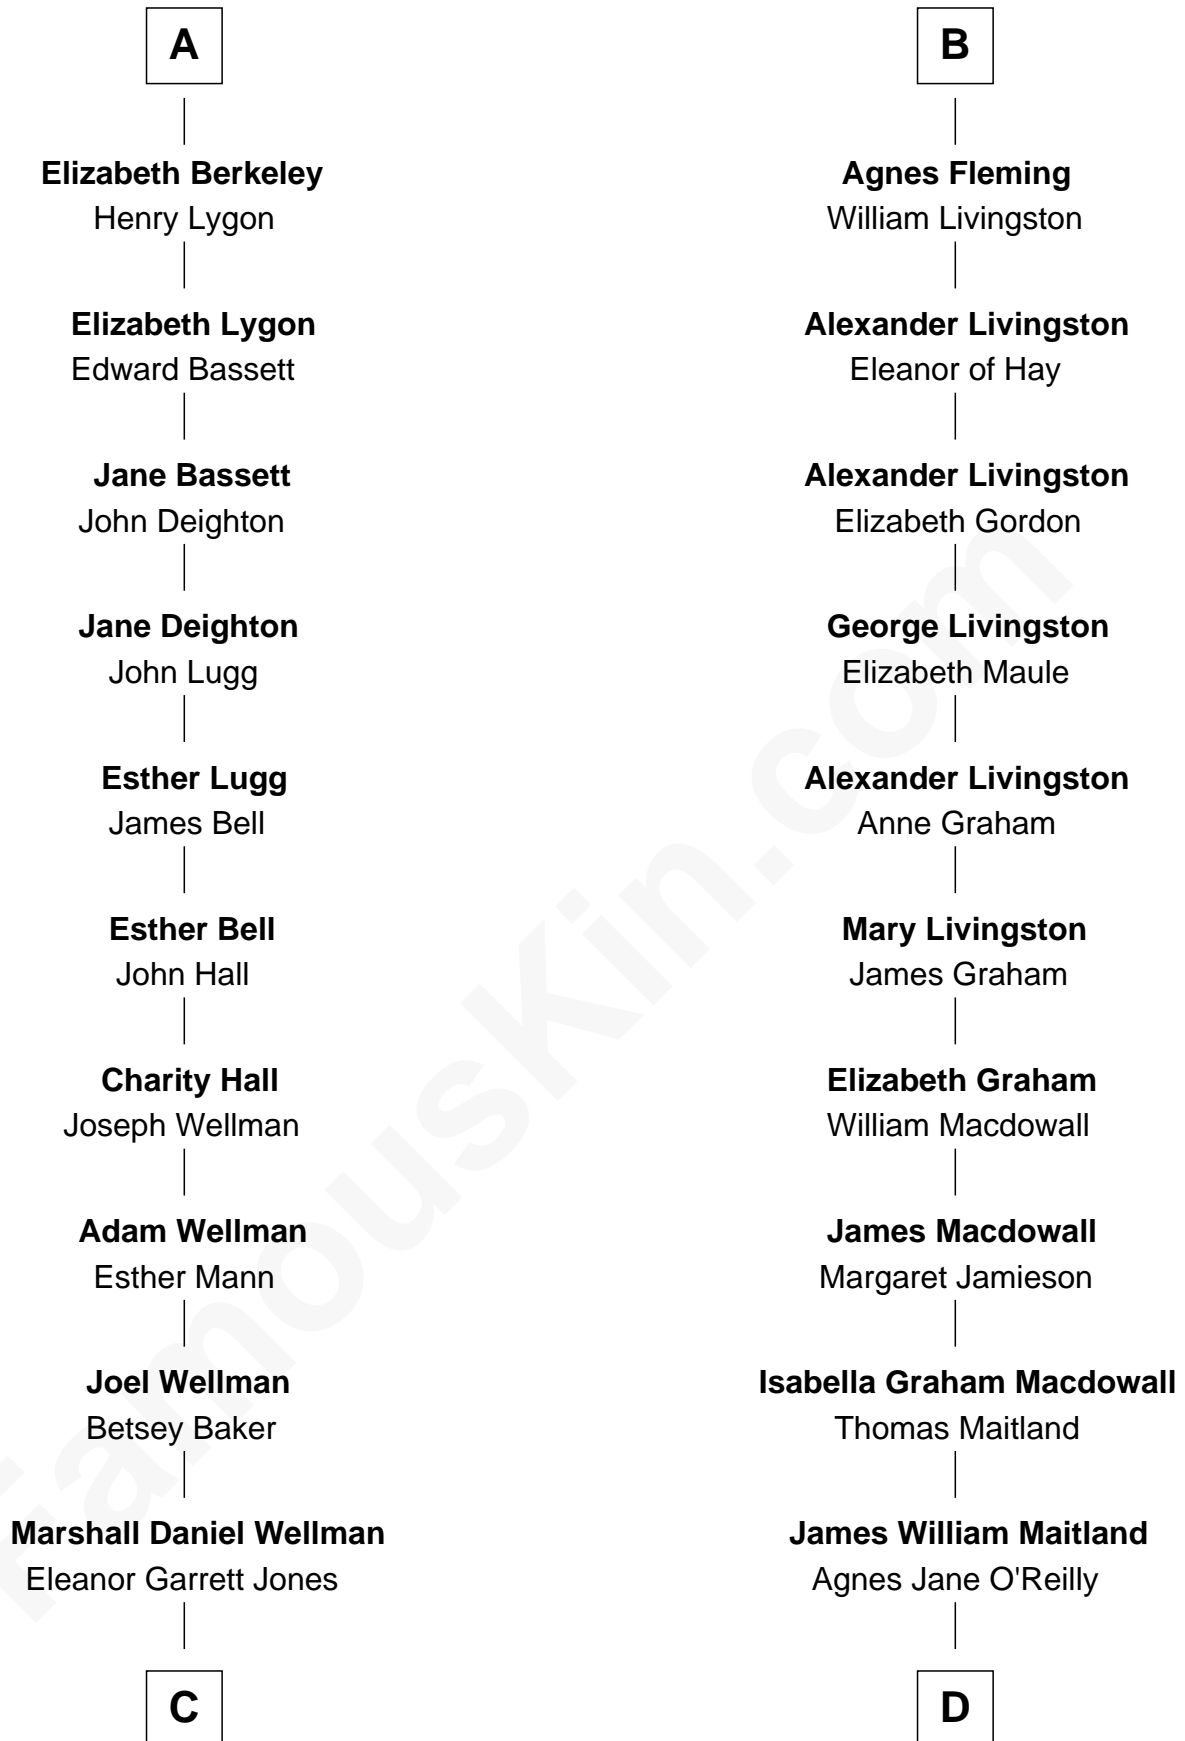 A
Elizabeth Berkeley
Henry Lygon
Elizabeth Lygon
Edward Bassett
Jane Bassett
John Deighton
Jane Deighton
John Lugg
Esther Lugg
James Bell
Esther Bell
John Hall
Charity Hall
Joseph Wellman
Adam Wellman
Esther Mann
Joel Wellman
Betsey Baker
Marshall Daniel Wellman
Eleanor Garrett Jones
C
B
Agnes Fleming
William Livingston
Alexander Livingston
Eleanor of Hay
Alexander Livingston
Elizabeth Gordon
George Livingston
Elizabeth Maule
Alexander Livingston
Anne Graham
Mary Livingston
James Graham
Elizabeth Graham
William Macdowall
James Macdowall
Margaret Jamieson
Isabella Graham Macdowall
Thomas Maitland
James William Maitland
Agnes Jane O'Reilly
D
FamousKin.com